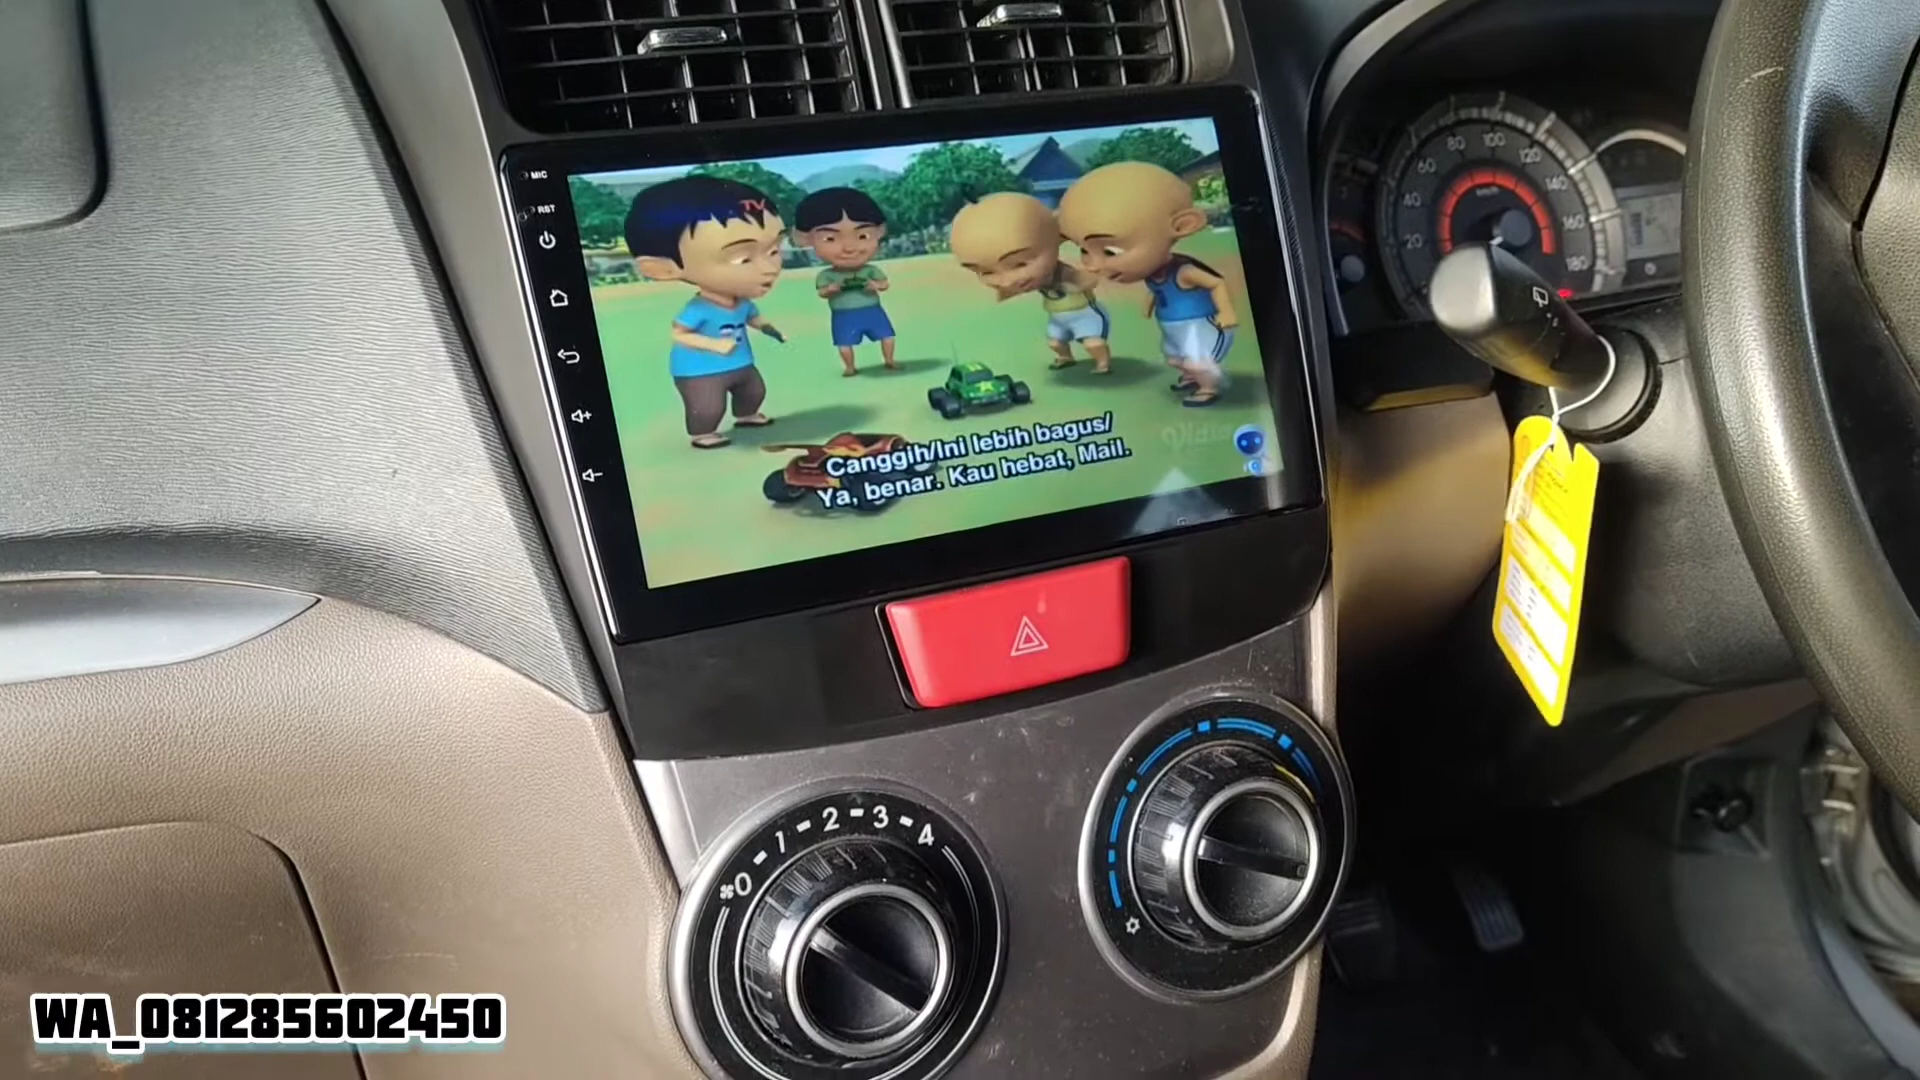 MIC
RST
TV
Canggih/Ini lebih bagus/
Ya, benar. Kau hebat, Mail.
20
40
60
80
100
120
140
160
180
km/h
0 - 1 - 2 - 3 - 4
WA_081285602450